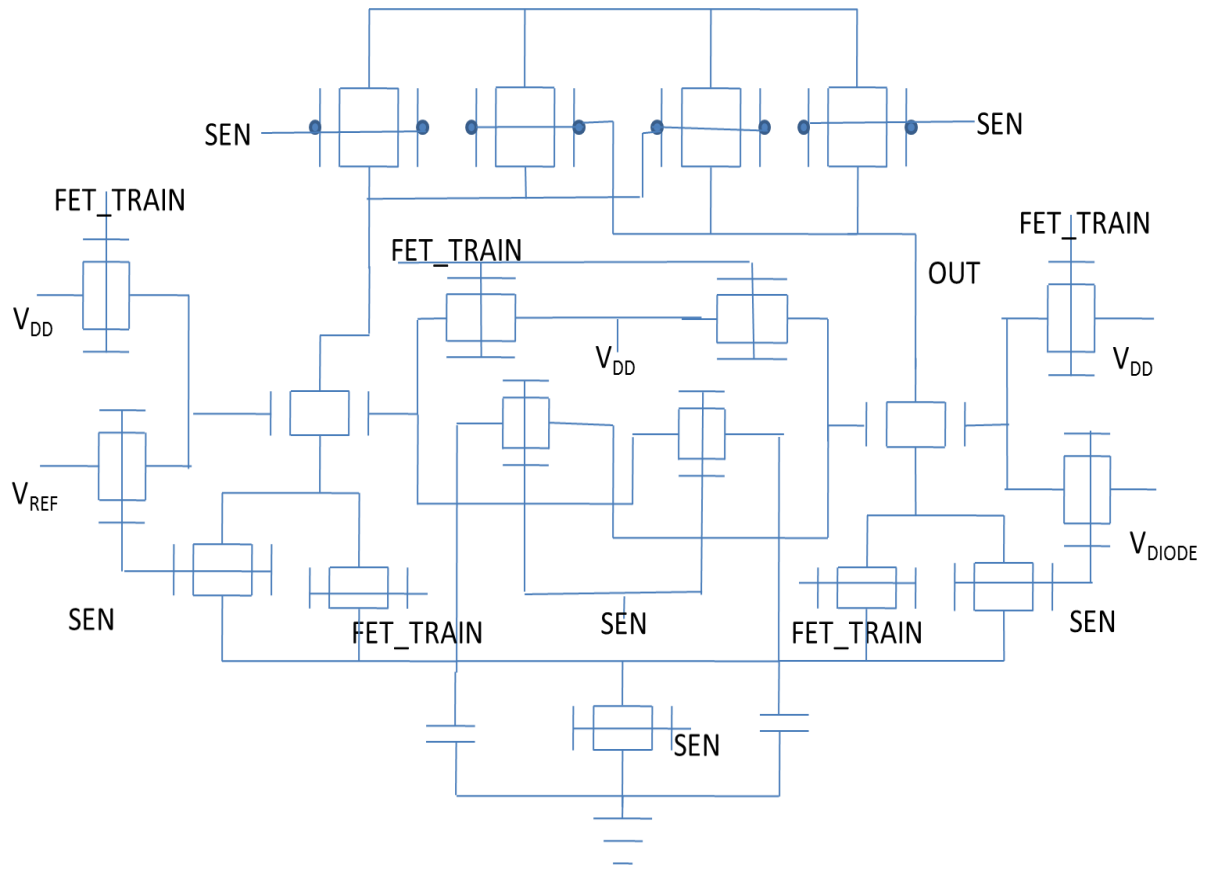 SEN
SEN
FET_TRAIN
FET_TRAIN
FET_TRAIN
OUT
VDD
VDD
VDD
VREF
VDIODE
SEN
FET_TRAIN
SEN
FET_TRAIN
SEN
SEN